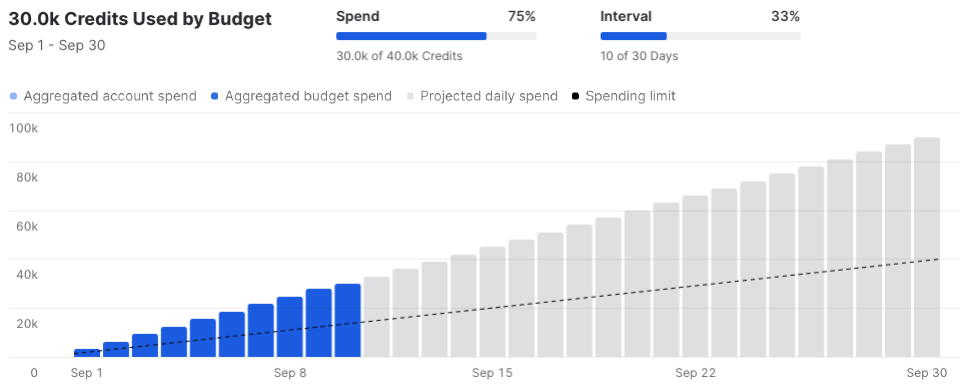 30.0k Credits Used by Budget
Sep 1 - Sep 30
Spend 75%
30.0k of 40.0k Credits
Interval 33%
10 of 30 Days
Aggregated account spend Aggregated budget spend Projected daily spend Spending limit
100k
80k
60k
40k
20k
0
Sep 1 Sep 8 Sep 15 Sep 22 Sep 30